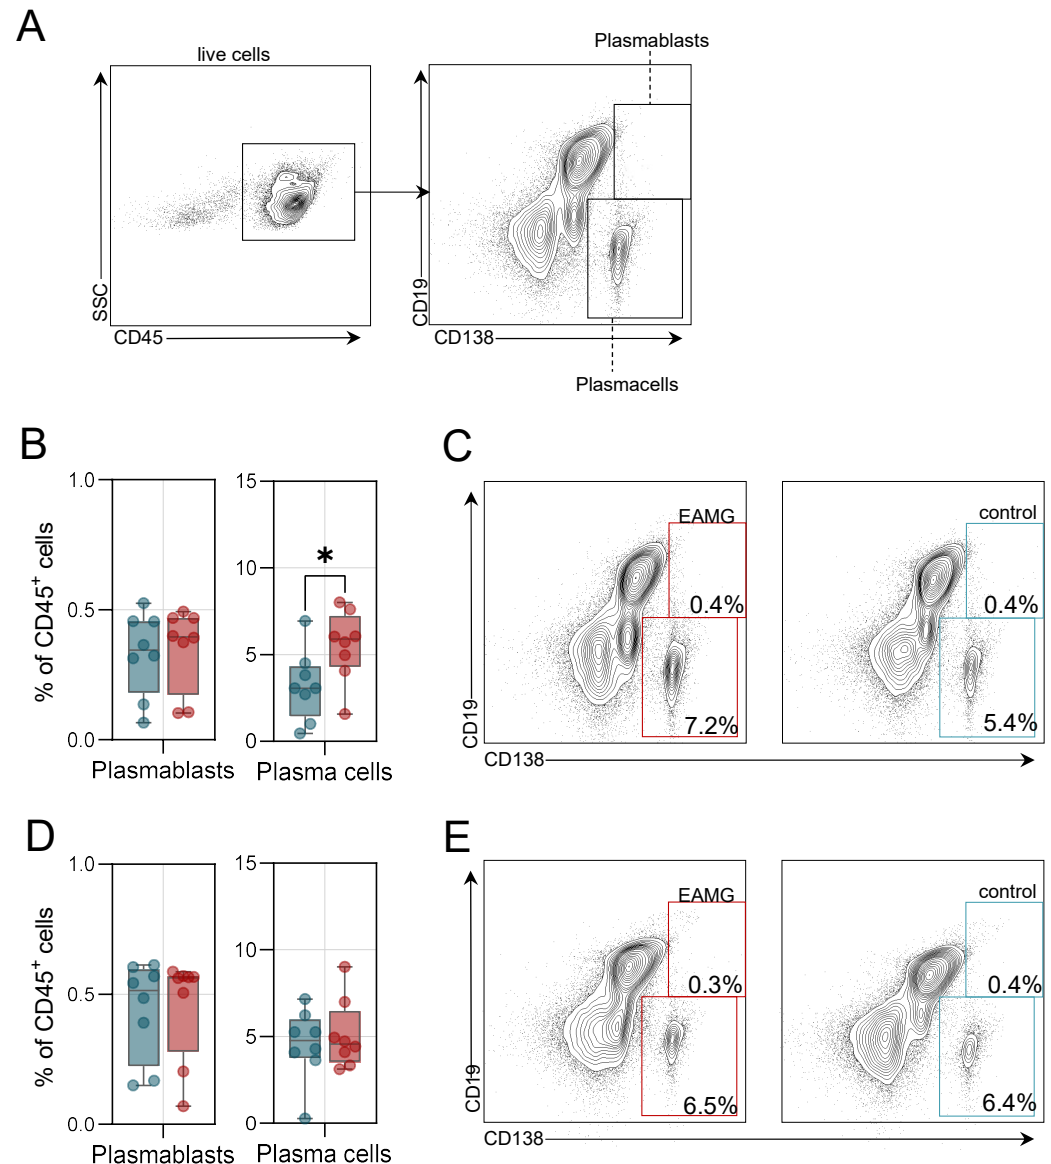 A
live cells
SSC
CD45
Plasmablasts
CD19
CD138
Plasmacells
B
% of CD45⁺ cells
1.0
0.5
0.0
Plasmablasts
15
10
5
0
*
Plasma cells
C
CD19
EAMG
0.4%
7.2%
control
0.4%
5.4%
CD138
D
% of CD45⁺ cells
1.0
0.5
0.0
Plasmablasts
15
10
5
0
Plasma cells
E
CD19
EAMG
0.3%
6.5%
control
0.4%
6.4%
CD138